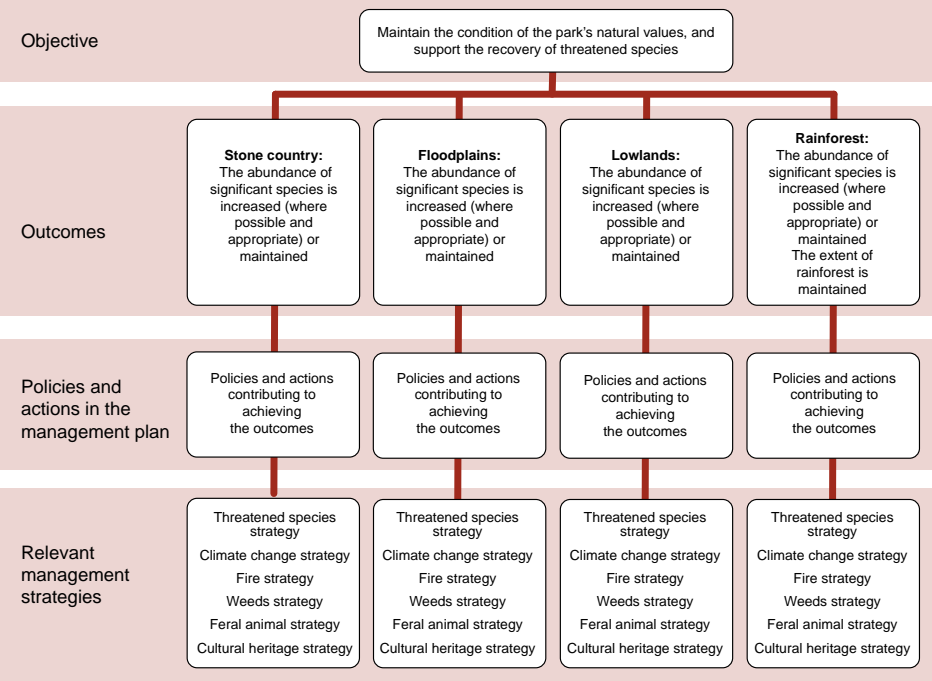 Objective
Maintain the condition of the park's natural values, and
support the recovery of threatened species
Outcomes
Stone country:
The abundance of
significant species is
increased (where
possible and
appropriate) or
maintained
Floodplains:
The abundance of
significant species is
increased (where
possible and
appropriate) or
maintained
Lowlands:
The abundance of
significant species is
increased (where
possible and
appropriate) or
maintained
Rainforest:
The abundance of
significant species is
increased (where
possible and
appropriate) or
maintained
The extent of
rainforest is
maintained
Policies and
actions in the
management plan
Policies and actions
contributing to
achieving
the outcomes
Policies and actions
contributing to
achieving
the outcomes
Policies and actions
contributing to
achieving
the outcomes
Policies and actions
contributing to
achieving
the outcomes
Relevant
management
strategies
Threatened species
strategy
Climate change strategy
Fire strategy
Weeds strategy
Feral animal strategy
Cultural heritage strategy
Threatened species
strategy
Climate change strategy
Fire strategy
Weeds strategy
Feral animal strategy
Cultural heritage strategy
Threatened species
strategy
Climate change strategy
Fire strategy
Weeds strategy
Feral animal strategy
Cultural heritage strategy
Threatened species
strategy
Climate change strategy
Fire strategy
Weeds strategy
Feral animal strategy
Cultural heritage strategy